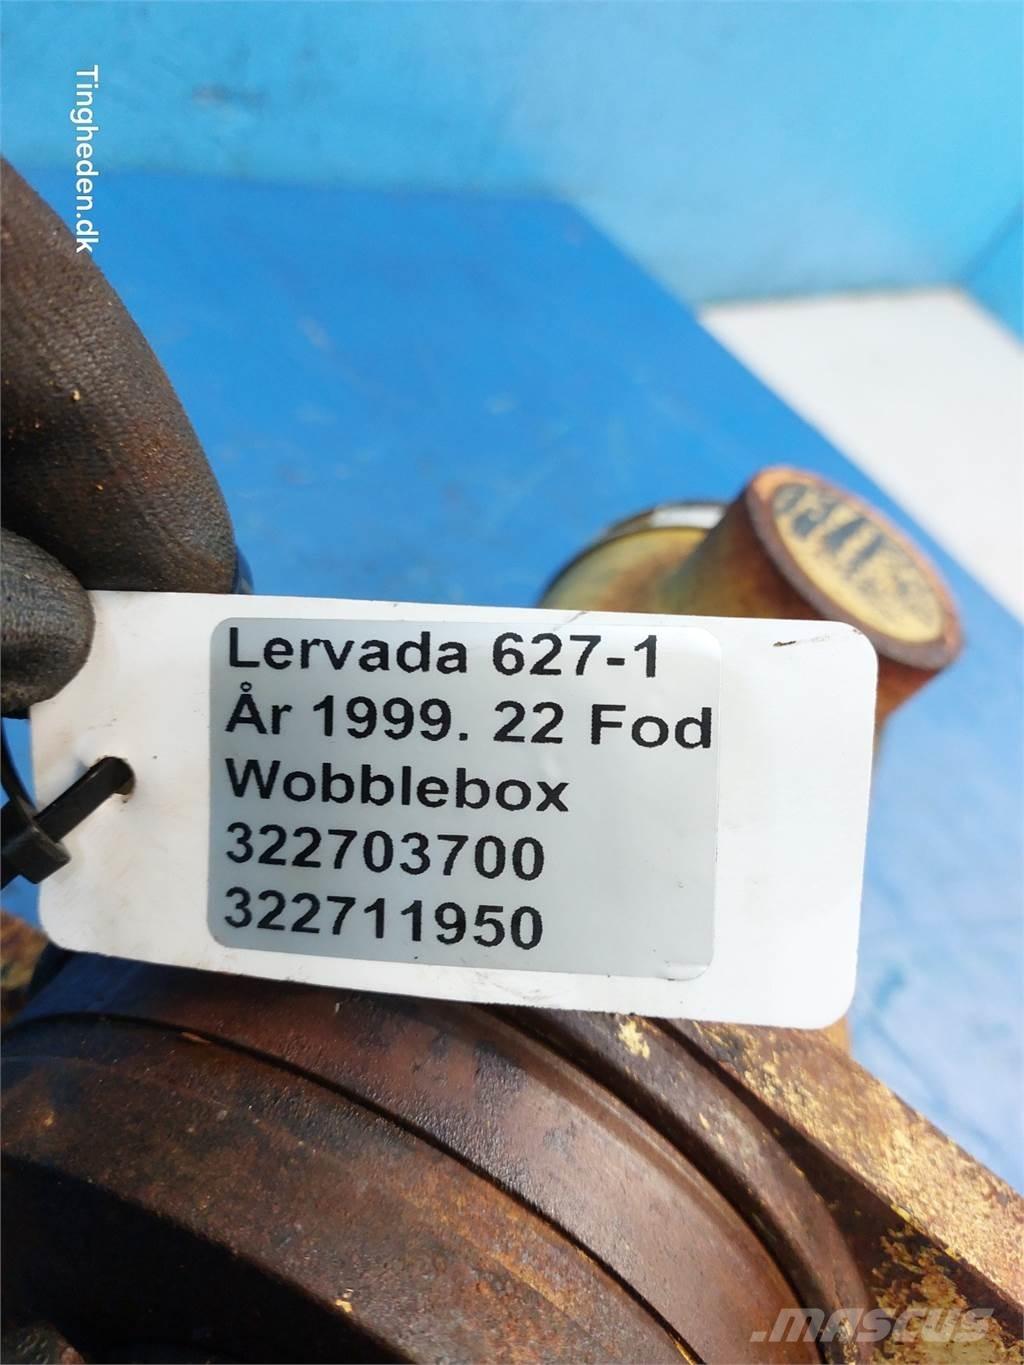 Tingheden.dk
Lervada 627-1
År 1999. 22 Fod
Wobblebox
322703700
322711950
MASCUS